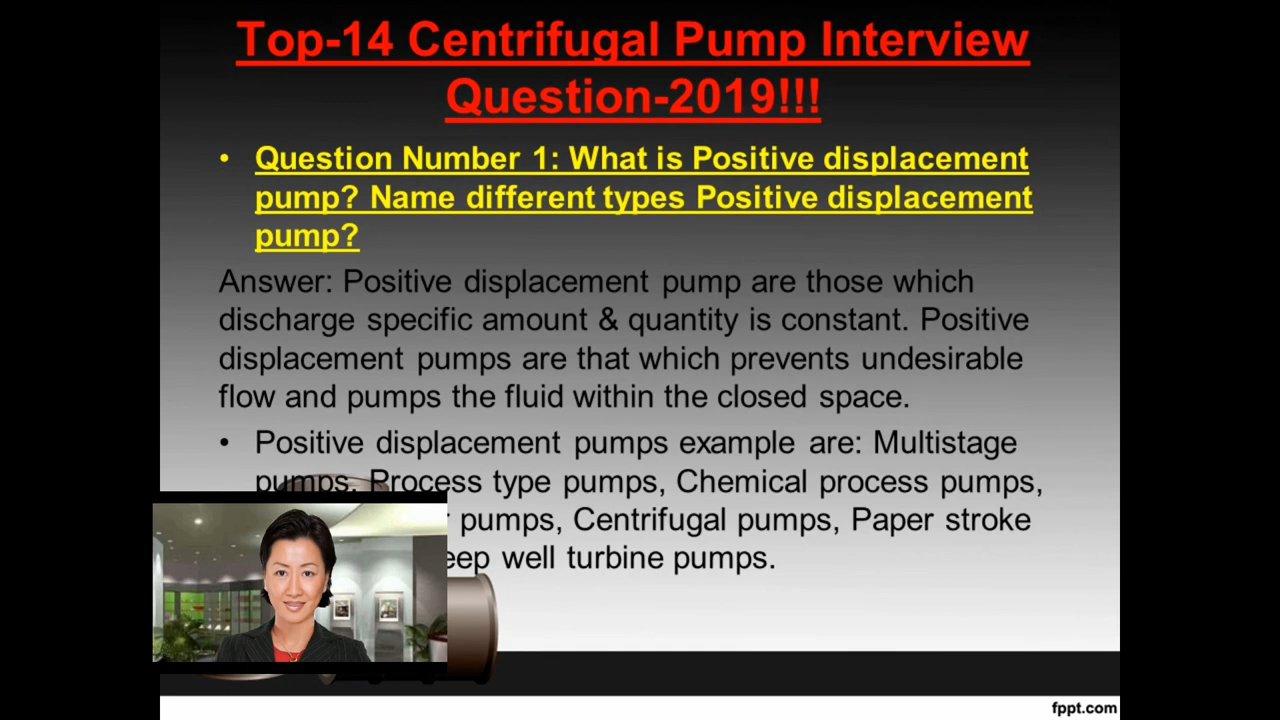 Top-14 Centrifugal Pump Interview
Question-2019!!!
• Question Number 1: What is Positive displacement
pump? Name different types Positive displacement
pump?
Answer: Positive displacement pump are those which
discharge specific amount & quantity is constant. Positive
displacement pumps are that which prevents undesirable
flow and pumps the fluid within the closed space.
• Positive displacement pumps example are: Multistage
pumps, Process type pumps, Chemical process pumps,
pumps, Centrifugal pumps, Paper stroke
well turbine pumps.
fppt.com